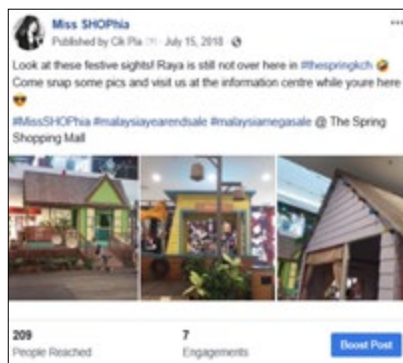 Miss SHOPhia
Published by Cik Pia [?] · July 15, 2018 ·
Look at these festive sights! Raya is still not over here in #thespringkch
Come snap some pics and visit us at the information centre while youre here
#MissSHOPhia #malaysiayearendsale #malaysiamegasale @ The Spring
Shopping Mall
209
People Reached
7
Engagements
Boost Post